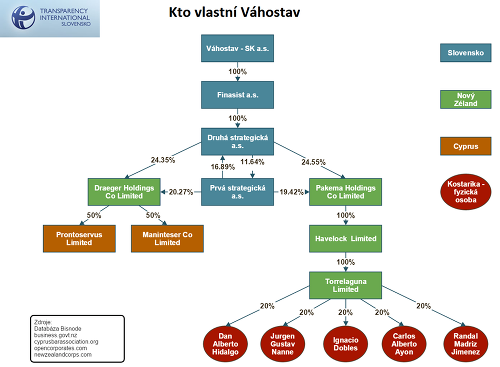 TRANSPARENCY
INTERNATIONAL
SLOVENSKO
Kto vlastní Váhostav
Váhostav - SK a.s.
Slovensko
100%
Finasist a.s.
Nový
Zéland
100%
Druhá strategická
a.s.
Cyprus
24.35%
16.89%
11.64%
24.55%
Draeger Holdings
Co Limited
20.27%
Prvá strategická
a.s.
19.42%
Pakema Holdings
Co Limited
Kostarika -
fyzická
osoba
50%
50%
100%
Prontoservus
Limited
Maninteser Co
Limited
Havelock Limited
100%
Torrelaguna
Limited
20%
20%
20%
20%
20%
Dan
Alberto
Hidalgo
Jurgen
Gustav
Nanne
Ignacio
Dobles
Carlos
Alberto
Ayon
Randal
Madriz
Jimenez
Zdroje:
Databáza Bisnode
business.govt.nz
cyprusbarassociation.org
opencorporates.com
newzealandcorps.com